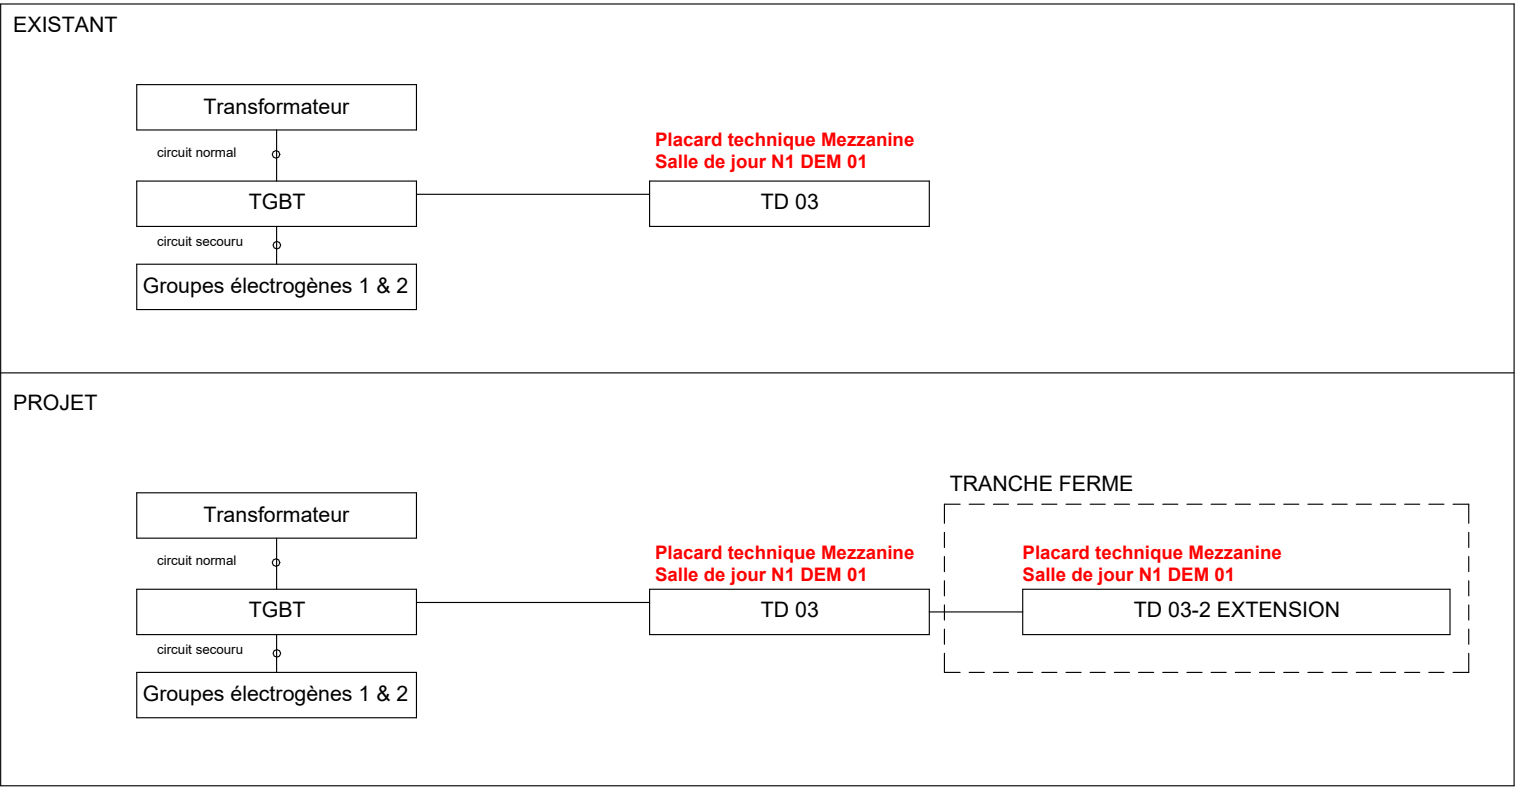 EXISTANT
Transformateur
circuit normal
Placard technique Mezzanine
Salle de jour N1 DEM 01
TGBT
TD 03
circuit secouru
Groupes électrogènes 1 & 2
PROJET
TRANCHE FERME
Transformateur
circuit normal
Placard technique Mezzanine
Salle de jour N1 DEM 01
Placard technique Mezzanine
Salle de jour N1 DEM 01
TGBT
TD 03
TD 03-2 EXTENSION
circuit secouru
Groupes électrogènes 1 & 2